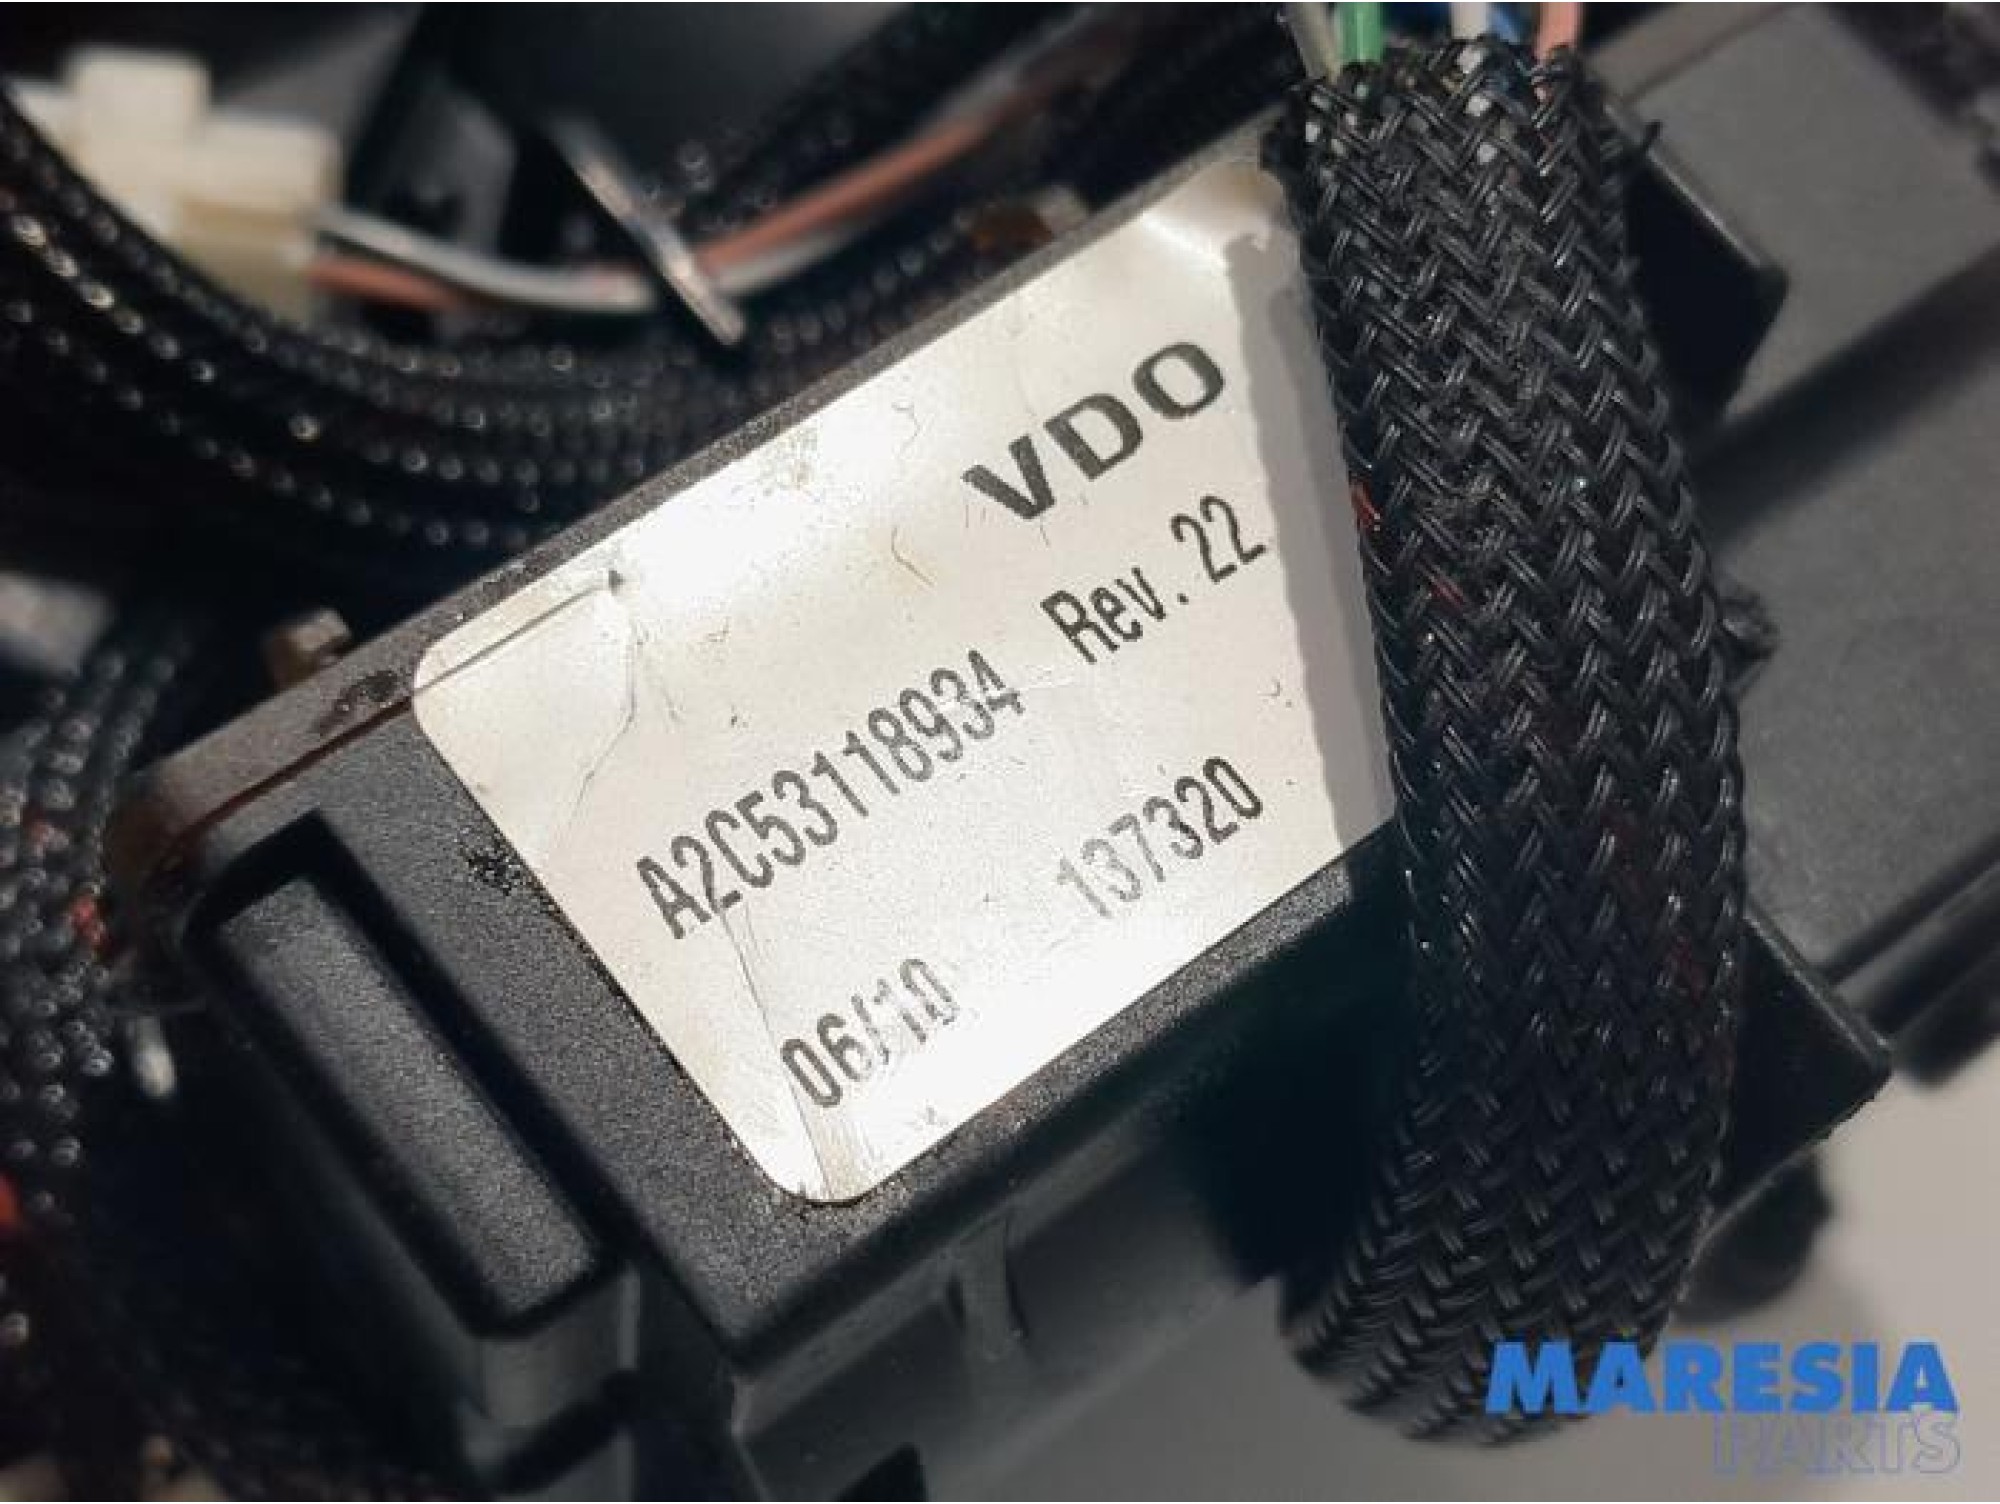 VDO
A2C53118934 Rev. 22
06/10 137320
MARESIA
PARTS